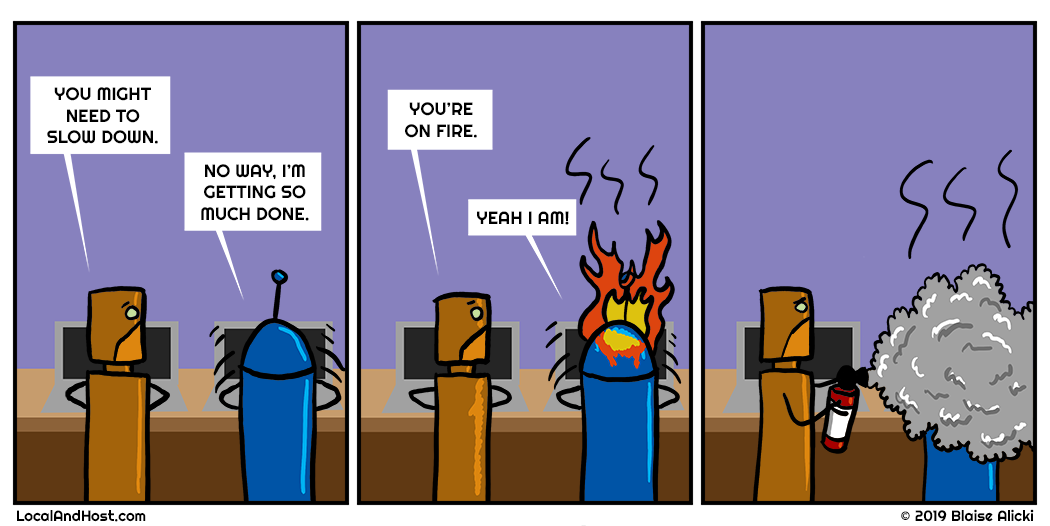 YOU MIGHT
NEED TO
SLOW DOWN.
NO WAY, I'M
GETTING SO
MUCH DONE.
YOU'RE
ON FIRE.
YEAH I AM!
LocalAndHost.com
© 2019 Blaise Alicki